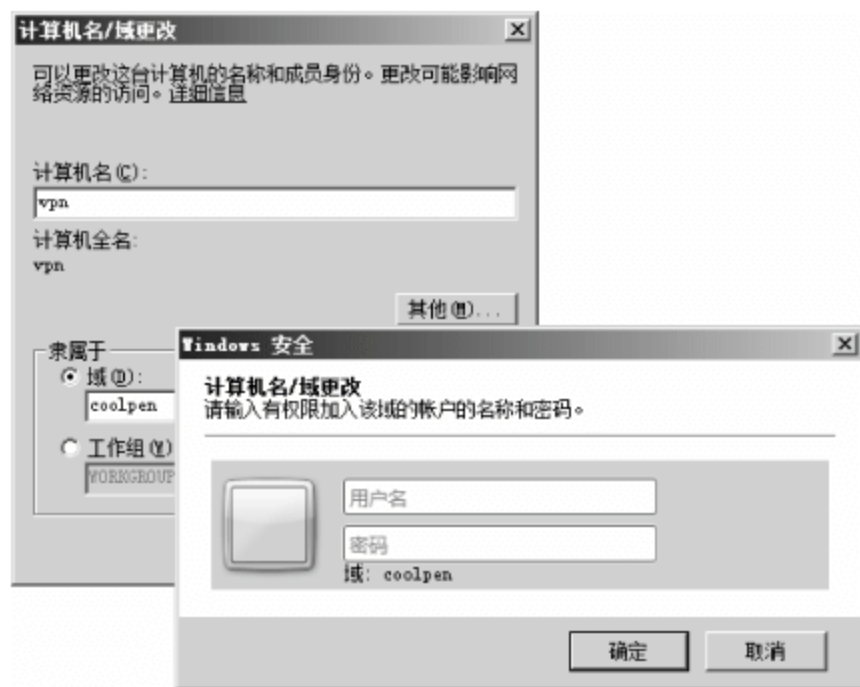 计算机名/域更改
可以更改这台计算机的名称和成员身份。更改可能影响网
络资源的访问。详细信息
计算机名(C):
vpn
计算机全名:
vpn
其他(M)...
隶属于
域(D):
coolpen
工作组(W)
WORKGROUP
Windows 安全
计算机名/域更改
请输入有权限加入该域的帐户的名称和密码。
用户名
密码
域: coolpen
确定
取消